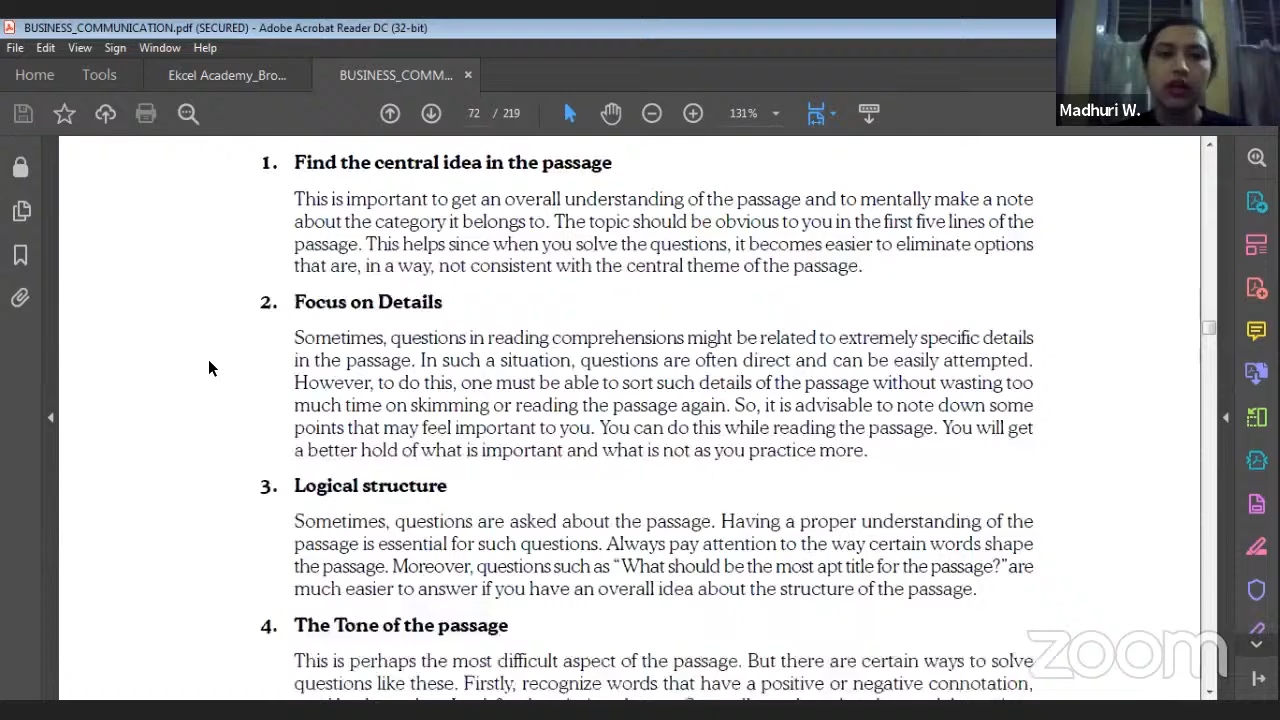 BUSINESS_COMMUNICATION.pdf (SECURED) - Adobe Acrobat Reader DC (32-bit)
File Edit View Sign Window Help
Home Tools Ekcel Academy_Bro... BUSINESS_COMM... ×
72 / 219 131%
Madhuri W.
1. Find the central idea in the passage
This is important to get an overall understanding of the passage and to mentally make a note
about the category it belongs to. The topic should be obvious to you in the first five lines of the
passage. This helps since when you solve the questions, it becomes easier to eliminate options
that are, in a way, not consistent with the central theme of the passage.
2. Focus on Details
Sometimes, questions in reading comprehensions might be related to extremely specific details
in the passage. In such a situation, questions are often direct and can be easily attempted.
However, to do this, one must be able to sort such details of the passage without wasting too
much time on skimming or reading the passage again. So, it is advisable to note down some
points that may feel important to you. You can do this while reading the passage. You will get
a better hold of what is important and what is not as you practice more.
3. Logical structure
Sometimes, questions are asked about the passage. Having a proper understanding of the
passage is essential for such questions. Always pay attention to the way certain words shape
the passage. Moreover, questions such as “What should be the most apt title for the passage?”are
much easier to answer if you have an overall idea about the structure of the passage.
4. The Tone of the passage
This is perhaps the most difficult aspect of the passage. But there are certain ways to solve
questions like these. Firstly, recognize words that have a positive or negative connotation,
zoom